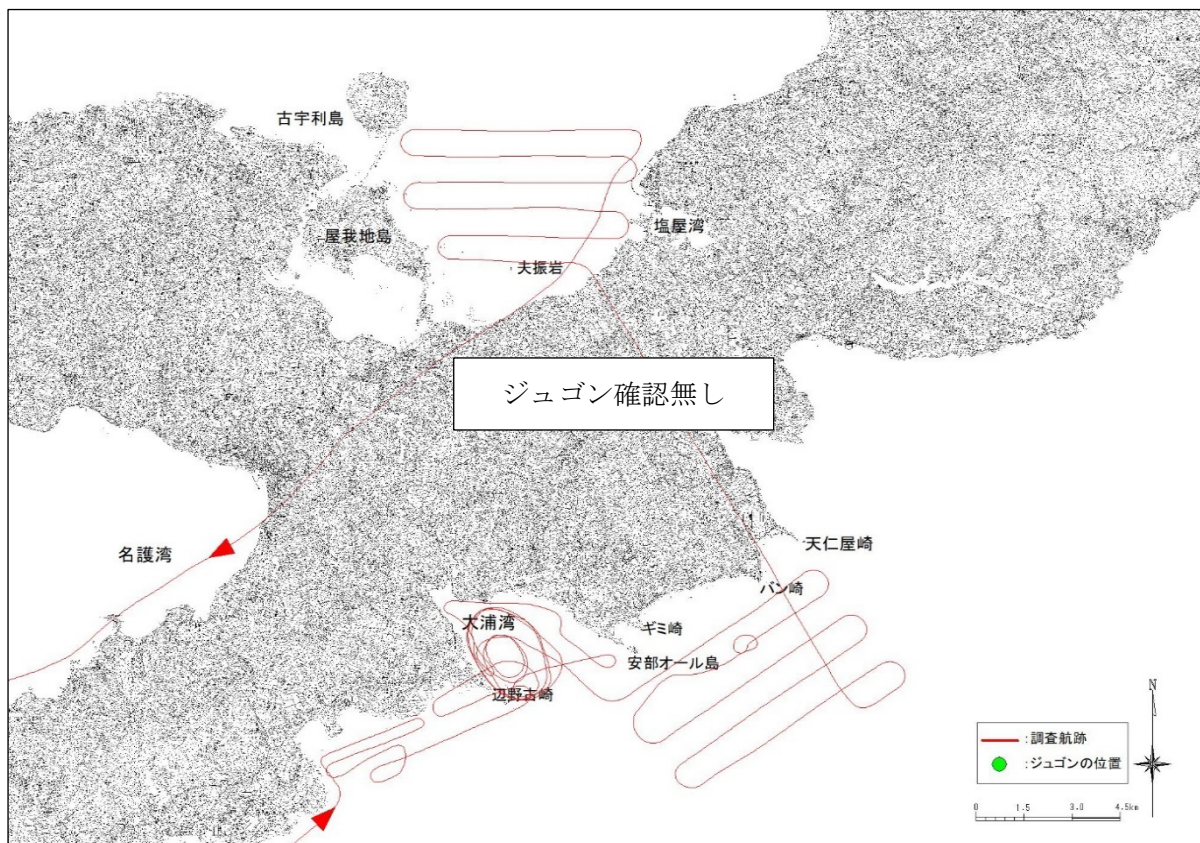 古宇利島
屋我地島
塩屋湾
夫振岩
ジュゴン確認無し
名護湾
天仁屋崎
バン崎
大浦湾
ギミ崎
安部オール島
辺野古崎
N
:調査航跡
:ジュゴンの位置
0 1.5 3.0 4.5km